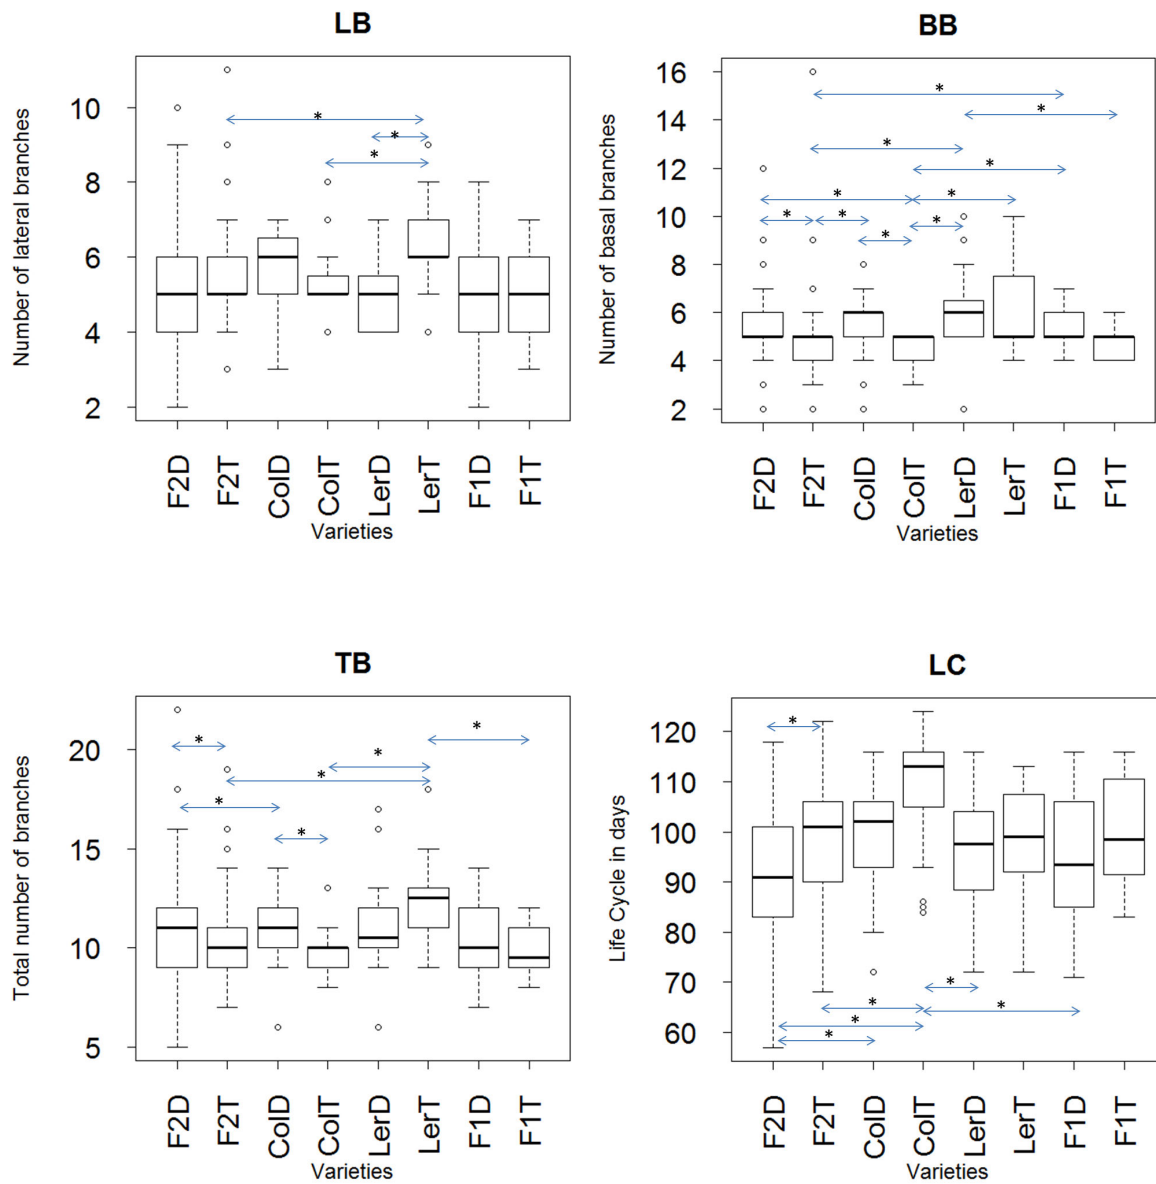 LB
Number of lateral branches
10
8
6
4
2
* * *
F2D F2T ColD ColT LerD LerT F1D F1T
Varieties
BB
Number of basal branches
16
14
12
10
8
6
4
2
* * * * * * * * * *
F2D F2T ColD ColT LerD LerT F1D F1T
Varieties
TB
Total number of branches
20
15
10
5
* * * * * *
F2D F2T ColD ColT LerD LerT F1D F1T
Varieties
LC
Life Cycle in days
120
110
100
90
80
70
60
* * * * * *
F2D F2T ColD ColT LerD LerT F1D F1T
Varieties